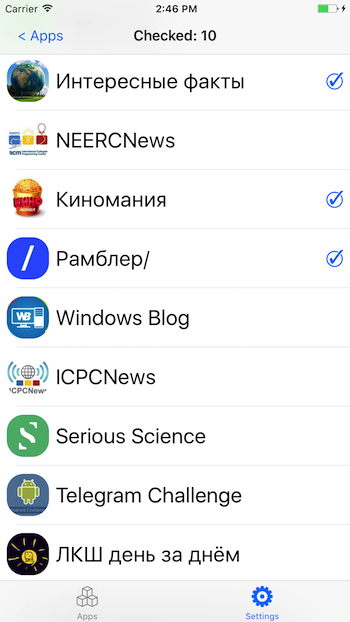 Carrier 2:46 PM
< Apps Checked: 10
Интересные факты
NEERCNews
Киномания
Рамблер/
Windows Blog
ICPCNews
Serious Science
Telegram Challenge
ЛКШ день за днём
Apps Settings